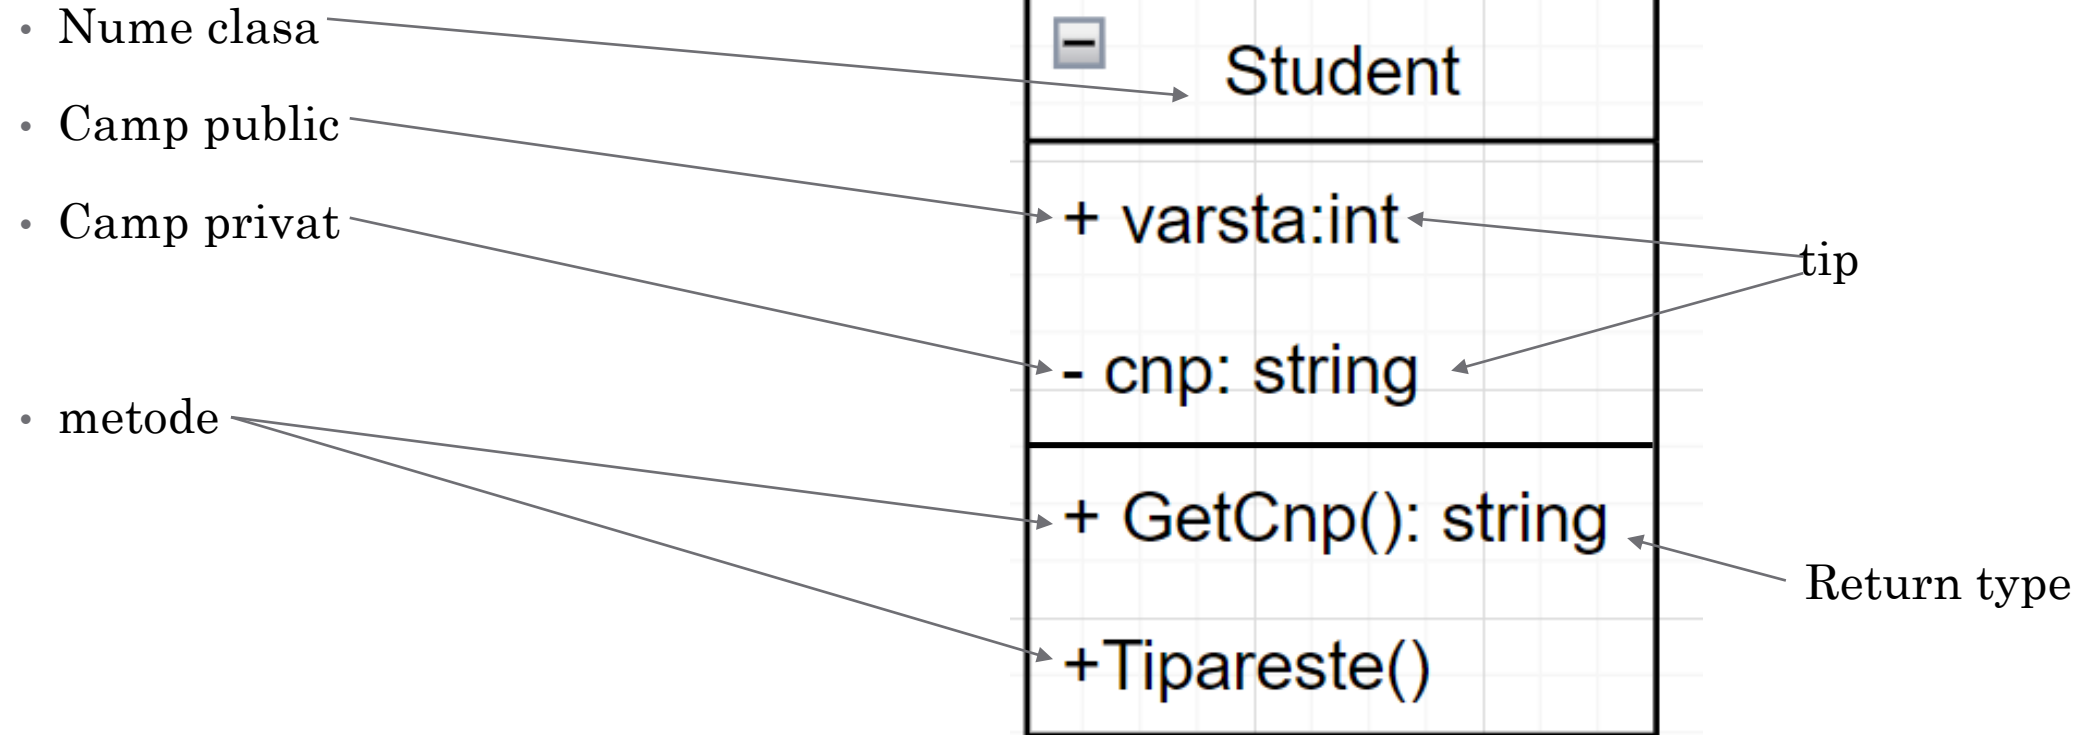 • Nume clasa
• Camp public
• Camp privat
• metode
Student
+ varsta:int
- cnp: string
+ GetCnp(): string
+Tipareste()
tip
Return type